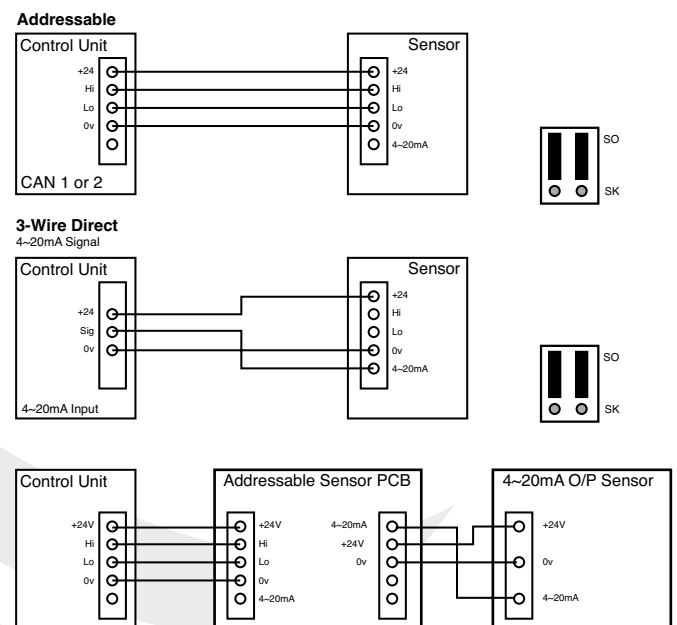 Addressable
Control Unit
Sensor
+24
Hi
Lo
0v
+24
Hi
Lo
0v
4~20mA
CAN 1 or 2
SO
SK
3-Wire Direct
4~20mA Signal
Control Unit
Sensor
+24
Sig
0v
+24
Hi
Lo
0v
4~20mA
4~20mA Input
SO
SK
Control Unit
Addressable Sensor PCB
4~20mA O/P Sensor
+24V
Hi
Lo
0v
+24V
Hi
Lo
0v
4~20mA
4~20mA
+24V
0v
+24V
0v
4~20mA